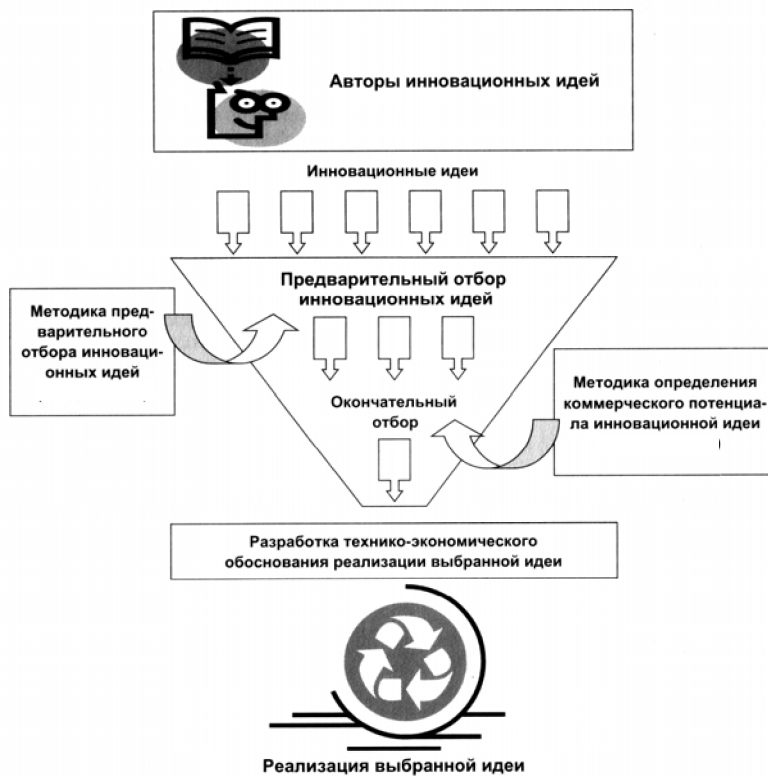 Авторы инновационных идей
Инновационные идеи
Предварительный отбор
инновационных идей
Методика пред-
варительного
отбора инноваци-
онных идей
Окончательный
отбор
Методика определения
коммерческого потенциа-
ла инновационной идеи
)
Разработка технико-экономического
обоснования реализации выбранной идеи
Реализация выбранной идеи